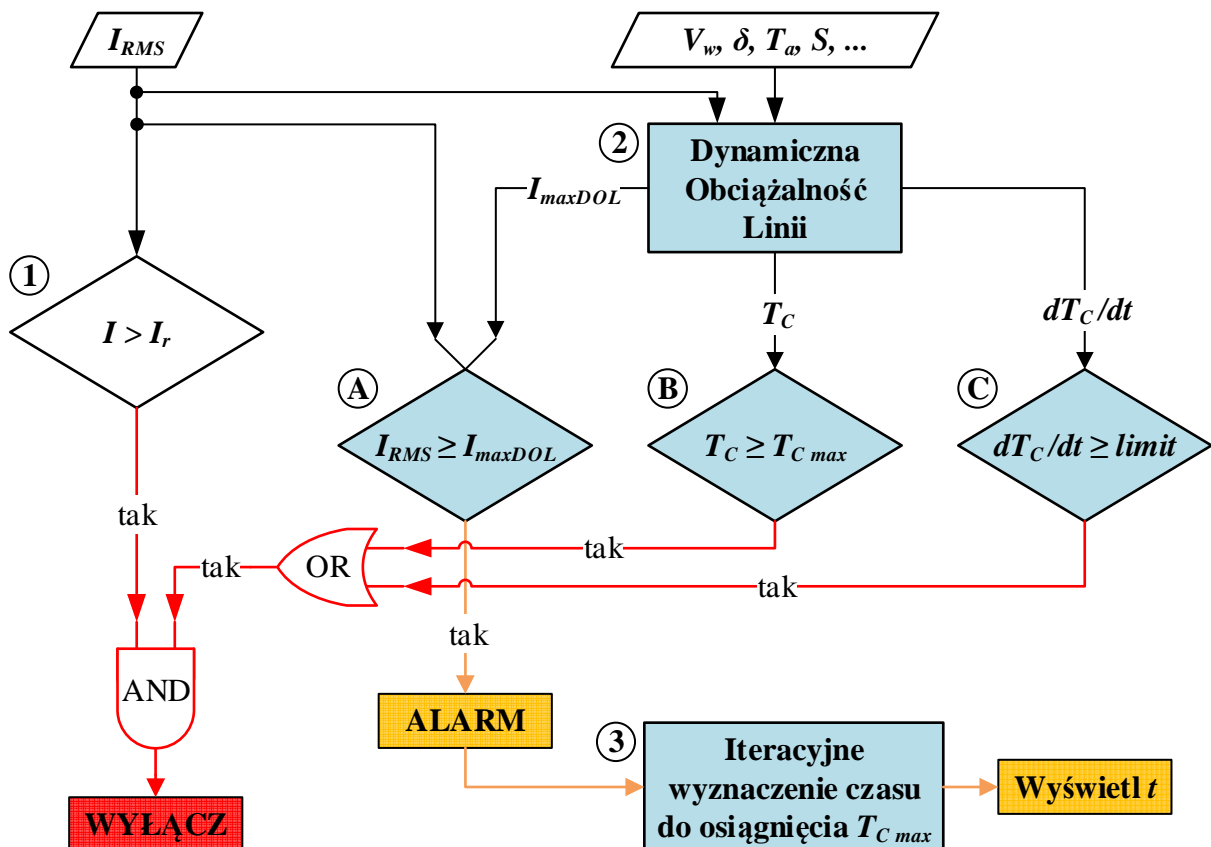 I_RMS
V_w, δ, T_a, S, ...
2
Dynamiczna
Obciążalność
Linii
I_maxDOL
1
I > I_r
T_C
dT_C/dt
A
I_RMS ≥ I_maxDOL
B
T_C ≥ T_C max
C
dT_C/dt ≥ limit
tak
tak
tak
OR
tak
tak
AND
ALARM
3
Iteracyjne
wyznaczenie czasu
do osiągnięcia T_C max
Wyświetl t
WYŁĄCZ